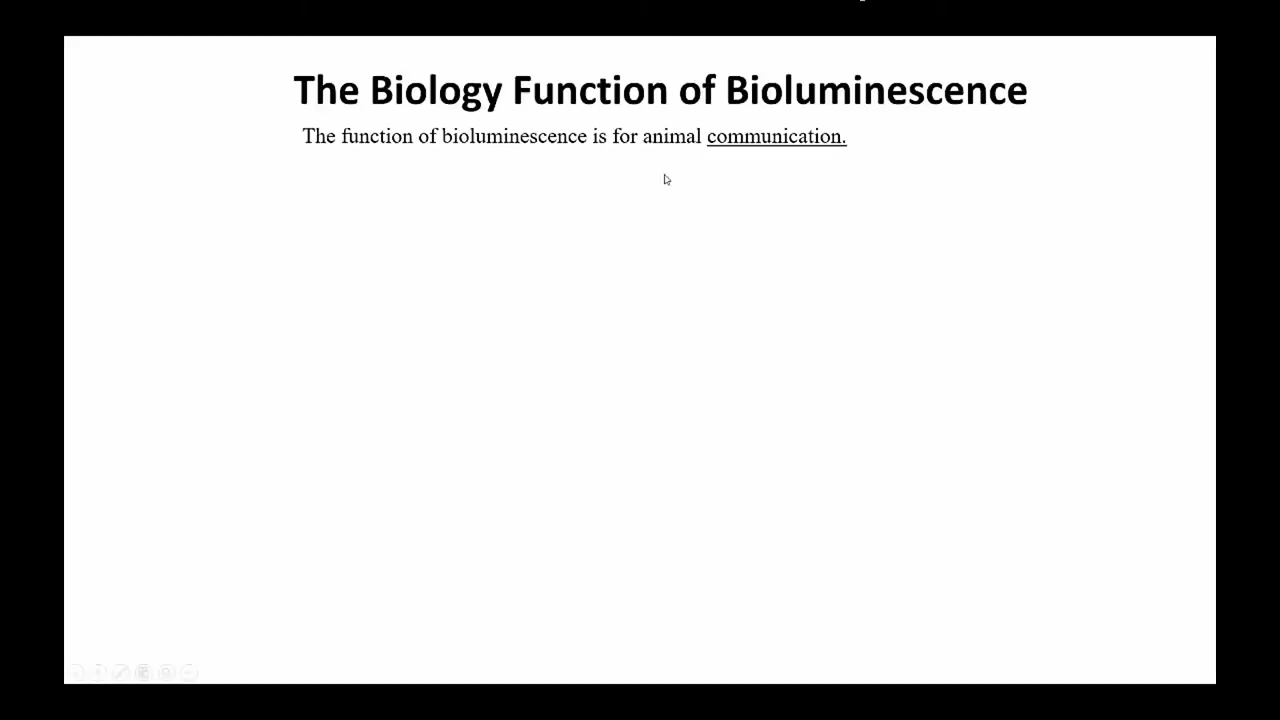 The Biology Function of Bioluminescence
The function of bioluminescence is for animal communication.